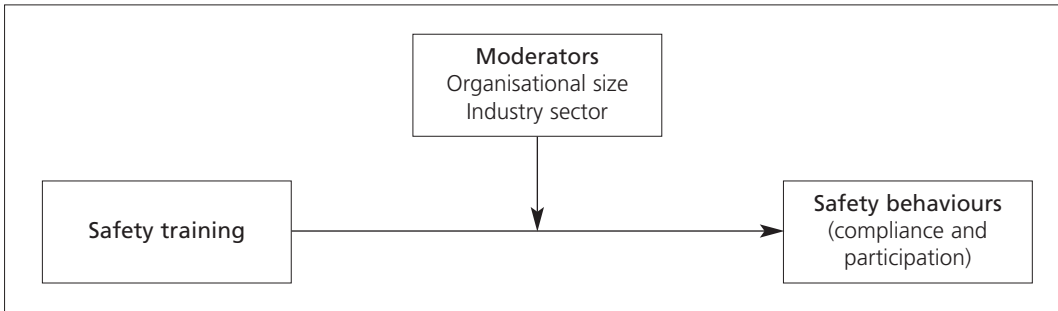 Moderators
Organisational size
Industry sector
Safety training
Safety behaviours
(compliance and
participation)